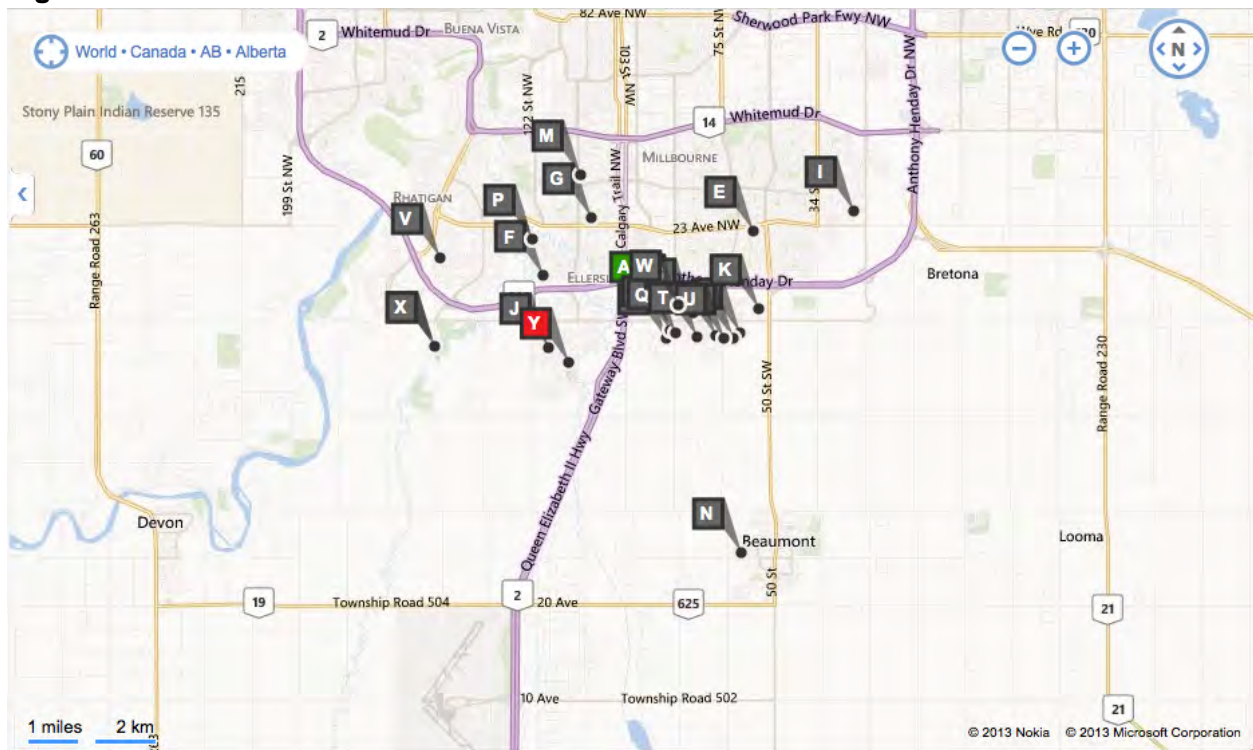 82 Ave NW
Sherwood Park Fwy NW
2
Whitemud Dr
BUENA VISTA
World • Canada • AB • Alberta
103 St NW
75 St NW
215
Stony Plain Indian Reserve 135
122 St NW
14
Whitemud Dr
Anthony Henday Dr NW
M
MILLBOURNE
60
199 St NW
G
I
34 S
RHATIGAN
P
E
V
F
Calgary Trail NW
23 Ave NW
Range Road 263
A
W
K
ELLERSL
nday Dr
Bretona
X
J
Y
Q
T
U
Gateway Blvd SW
50 St SW
Range Road 230
Queen Elizabeth II Hwy
N
Devon
Beaumont
Looma
50 St
19
Township Road 504
2
20 Ave
625
21
10 Ave
Township Road 502
21
1 miles
2 km
© 2013 Nokia
© 2013 Microsoft Corporation